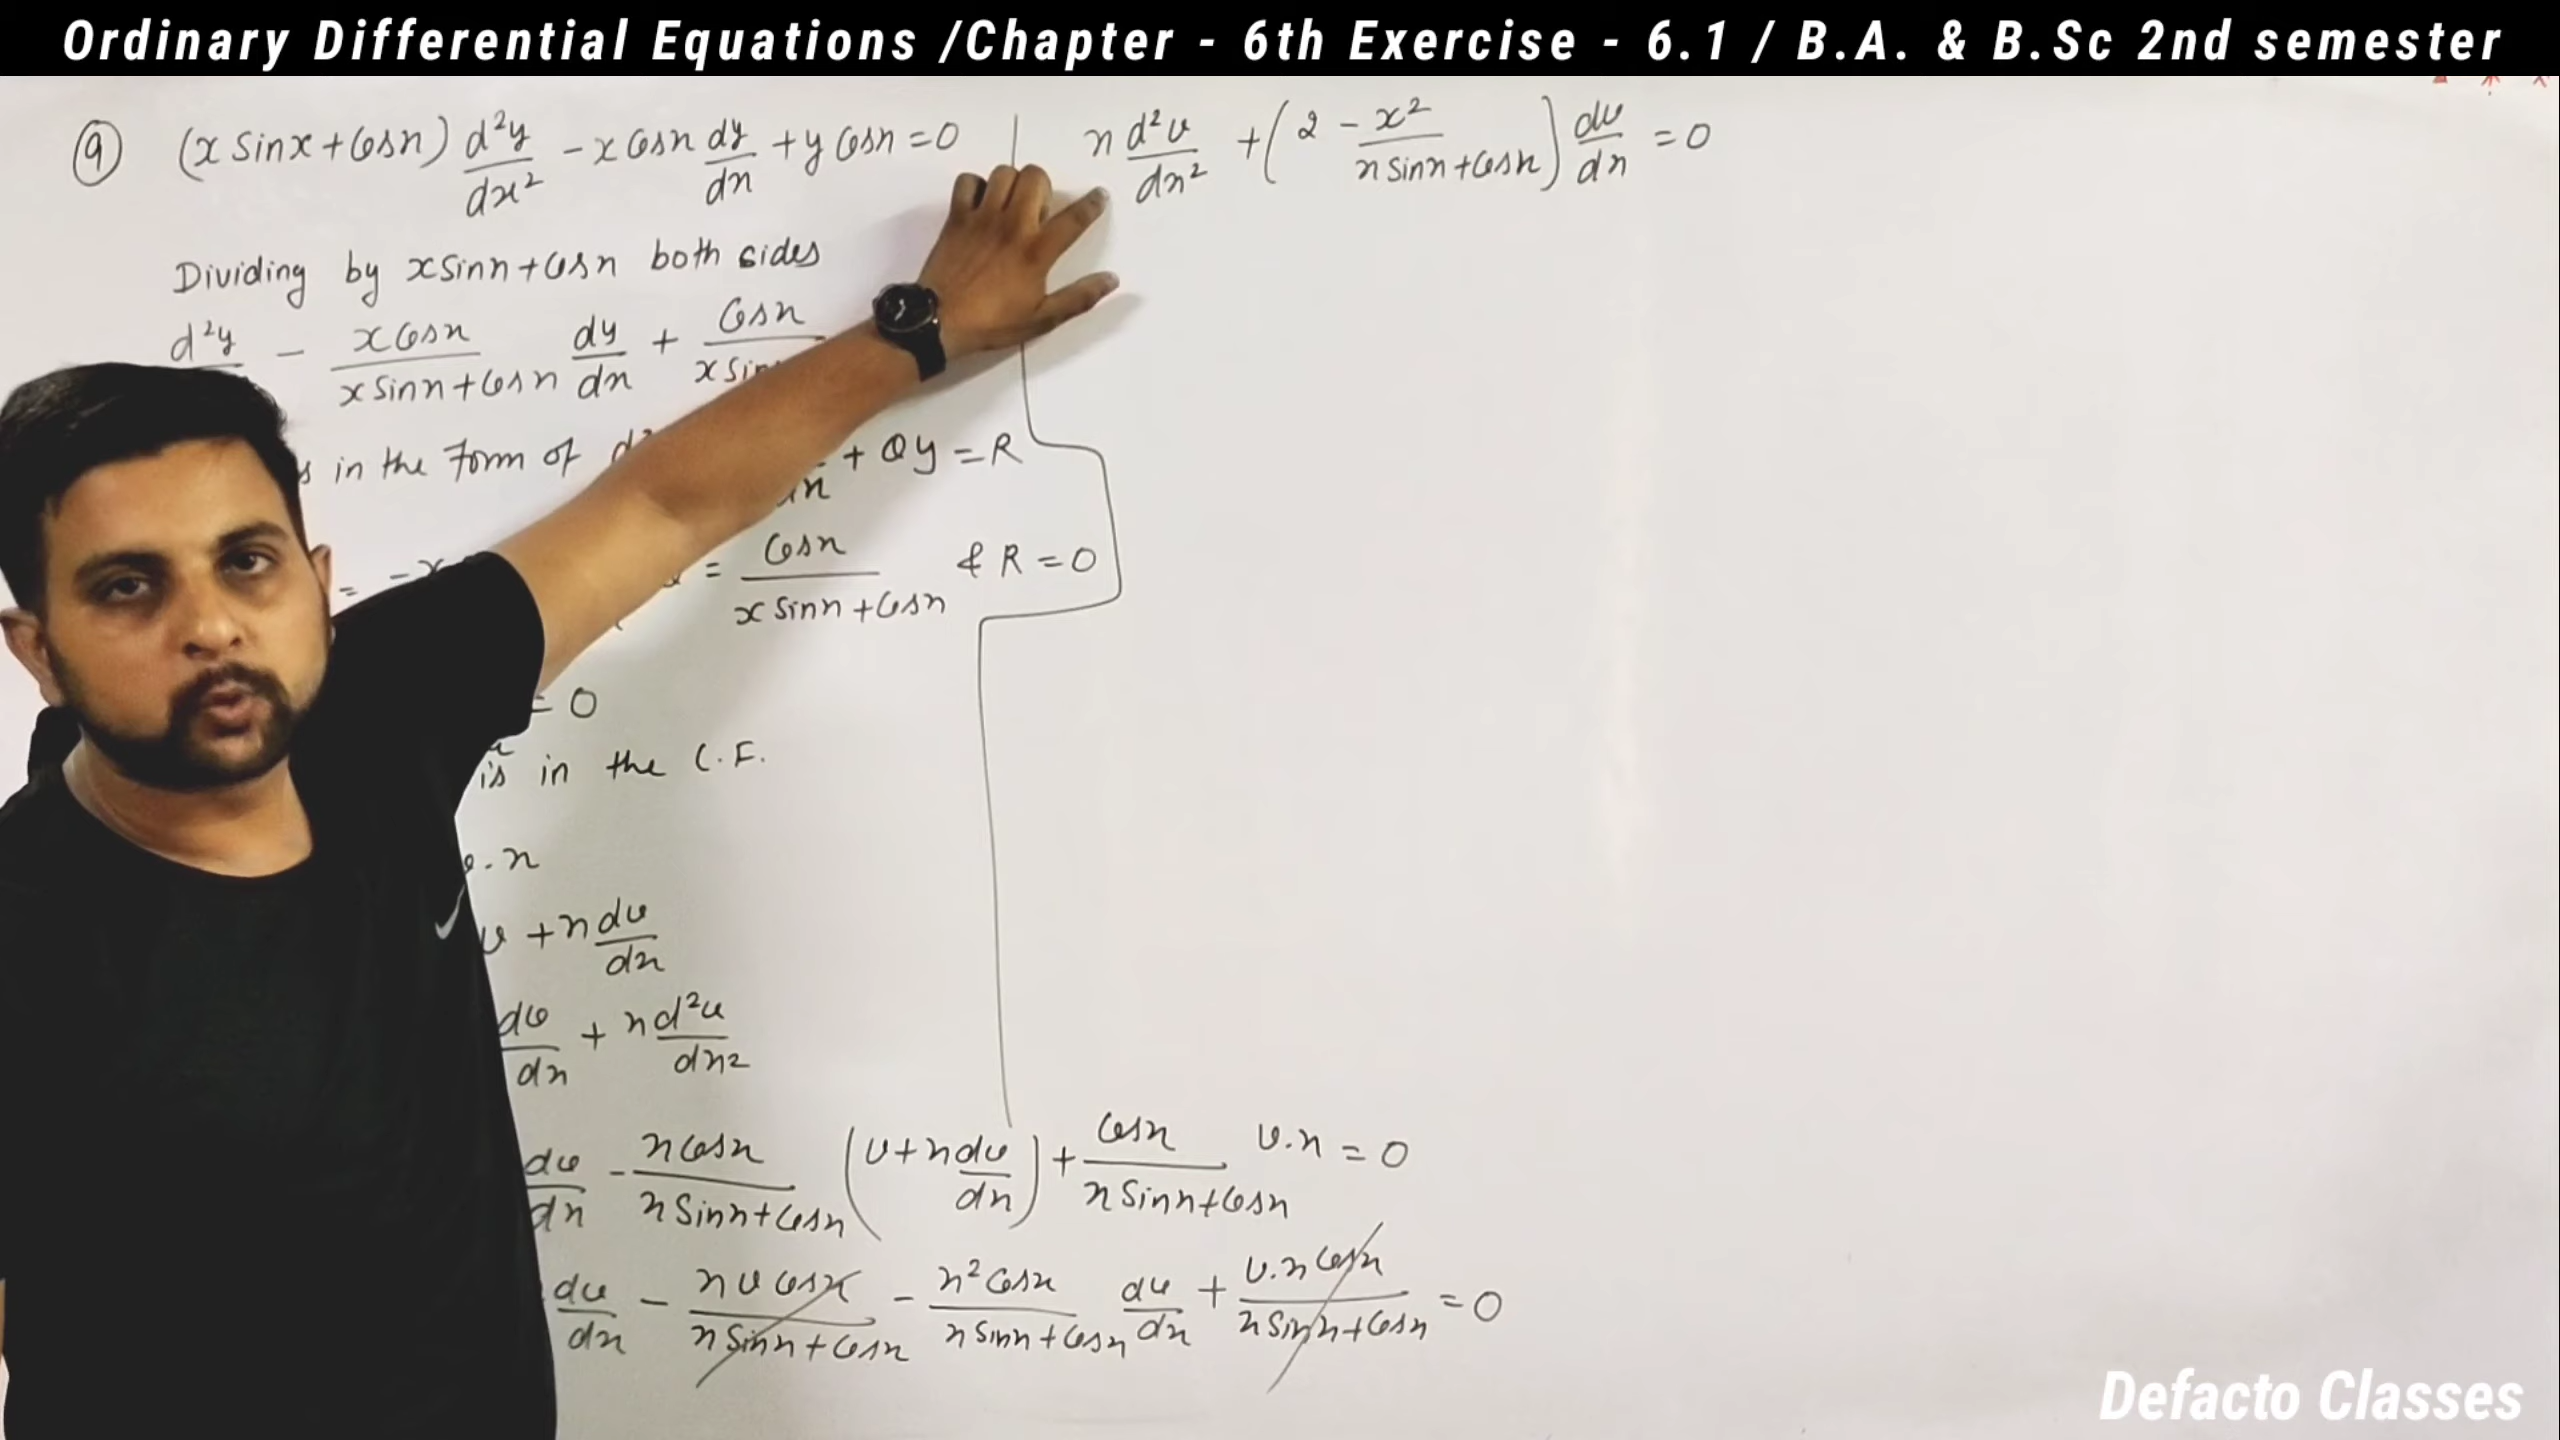 Ordinary Differential Equations /Chapter - 6th Exercise - 6.1 / B.A. & B.Sc 2nd semester
9 (x Sinx + Cosx) d²y/dx² - x Cosx dy/dx + y Cosx = 0
Dividing by x Sinx + Cosx both sides
d²y - x Cosx / x Sinx + Cosx dy/dx + Cosx / x Sin
in the form of d² + Qy = R
= -x = Cosx / x Sinx + Cosx & R = 0
= 0
is in the C.F.
. x
v + x dv/dx
dv/dx + x d²v/dx²
dv/dx - x Cosx / x Sinx + Cosx (v + x dv/dx) + Cosx / x Sinx + Cosx v.x = 0
dv/dx - x v Cosx / x Sinx + Cosx - x² Cosx / x Sinx + Cosx dv/dx + v.x Cosx / x Sinx + Cosx = 0
x d²v/dx² + (2 - x² / x Sinx + Cosx) dv/dx = 0
Defacto Classes